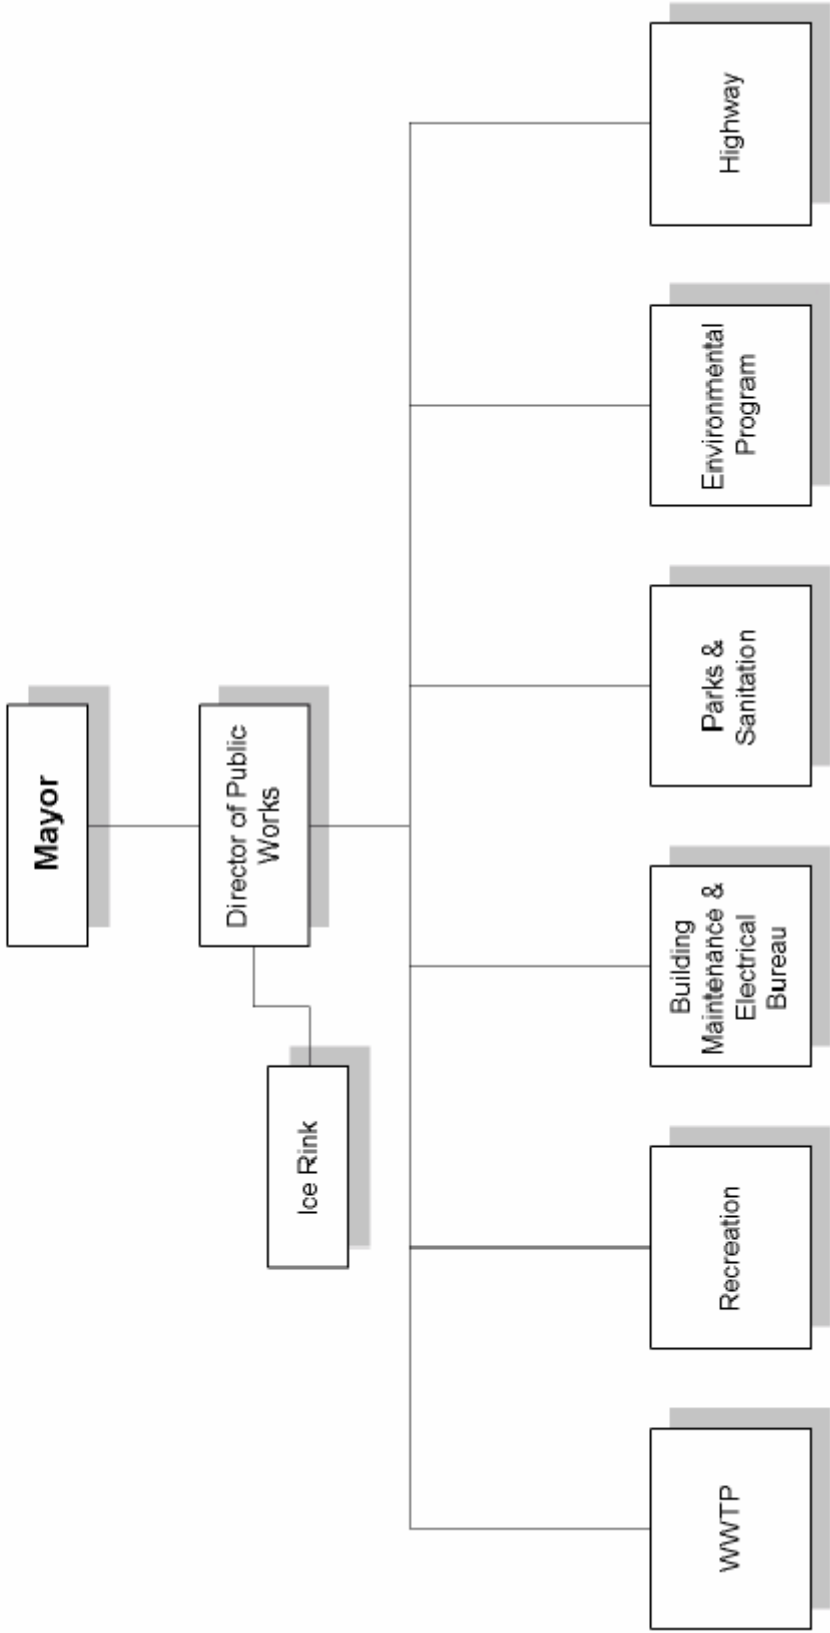 Mayor
Director of Public
Works
Ice Rink
WWTP
Recreation
Building
Maintenance &
Electrical
Bureau
Parks &
Sanitation
Environmental
Program
Highway